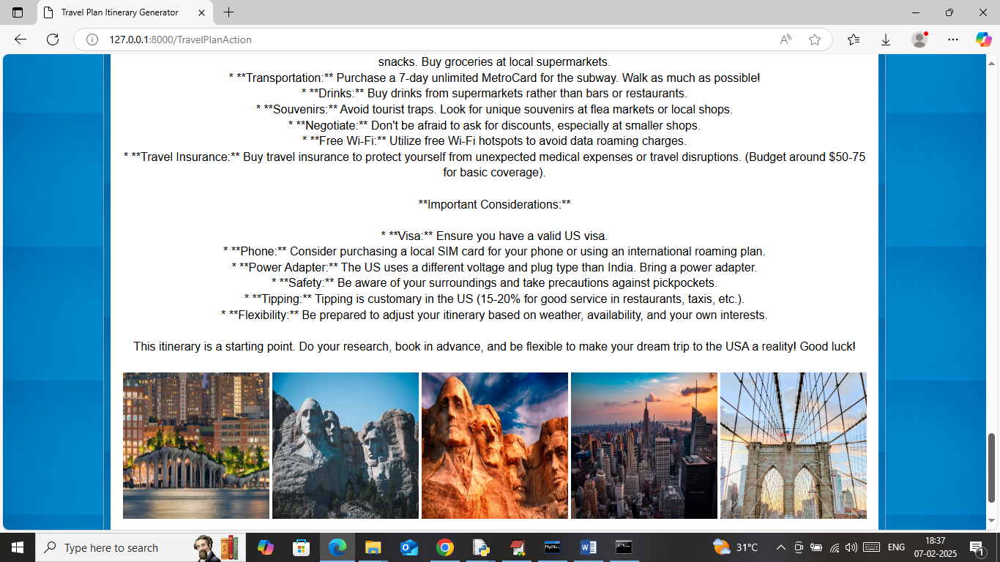 Travel Plan Itinerary Generator
127.0.0.1:8000/TravelPlanAction
snacks. Buy groceries at local supermarkets.
* **Transportation:** Purchase a 7-day unlimited MetroCard for the subway. Walk as much as possible!
* **Drinks:** Buy drinks from supermarkets rather than bars or restaurants.
* **Souvenirs:** Avoid tourist traps. Look for unique souvenirs at flea markets or local shops.
* **Negotiate:** Don't be afraid to ask for discounts, especially at smaller shops.
* **Free Wi-Fi:** Utilize free Wi-Fi hotspots to avoid data roaming charges.
* **Travel Insurance:** Buy travel insurance to protect yourself from unexpected medical expenses or travel disruptions. (Budget around $50-75
for basic coverage).
**Important Considerations:**
* **Visa:** Ensure you have a valid US visa.
* **Phone:** Consider purchasing a local SIM card for your phone or using an international roaming plan.
* **Power Adapter:** The US uses a different voltage and plug type than India. Bring a power adapter.
* **Safety:** Be aware of your surroundings and take precautions against pickpockets.
* **Tipping:** Tipping is customary in the US (15-20% for good service in restaurants, taxis, etc.).
* **Flexibility:** Be prepared to adjust your itinerary based on weather, availability, and your own interests.
This itinerary is a starting point. Do your research, book in advance, and be flexible to make your dream trip to the USA a reality! Good luck!
Type here to search
31°C
ENG
18:37
07-02-2025
1